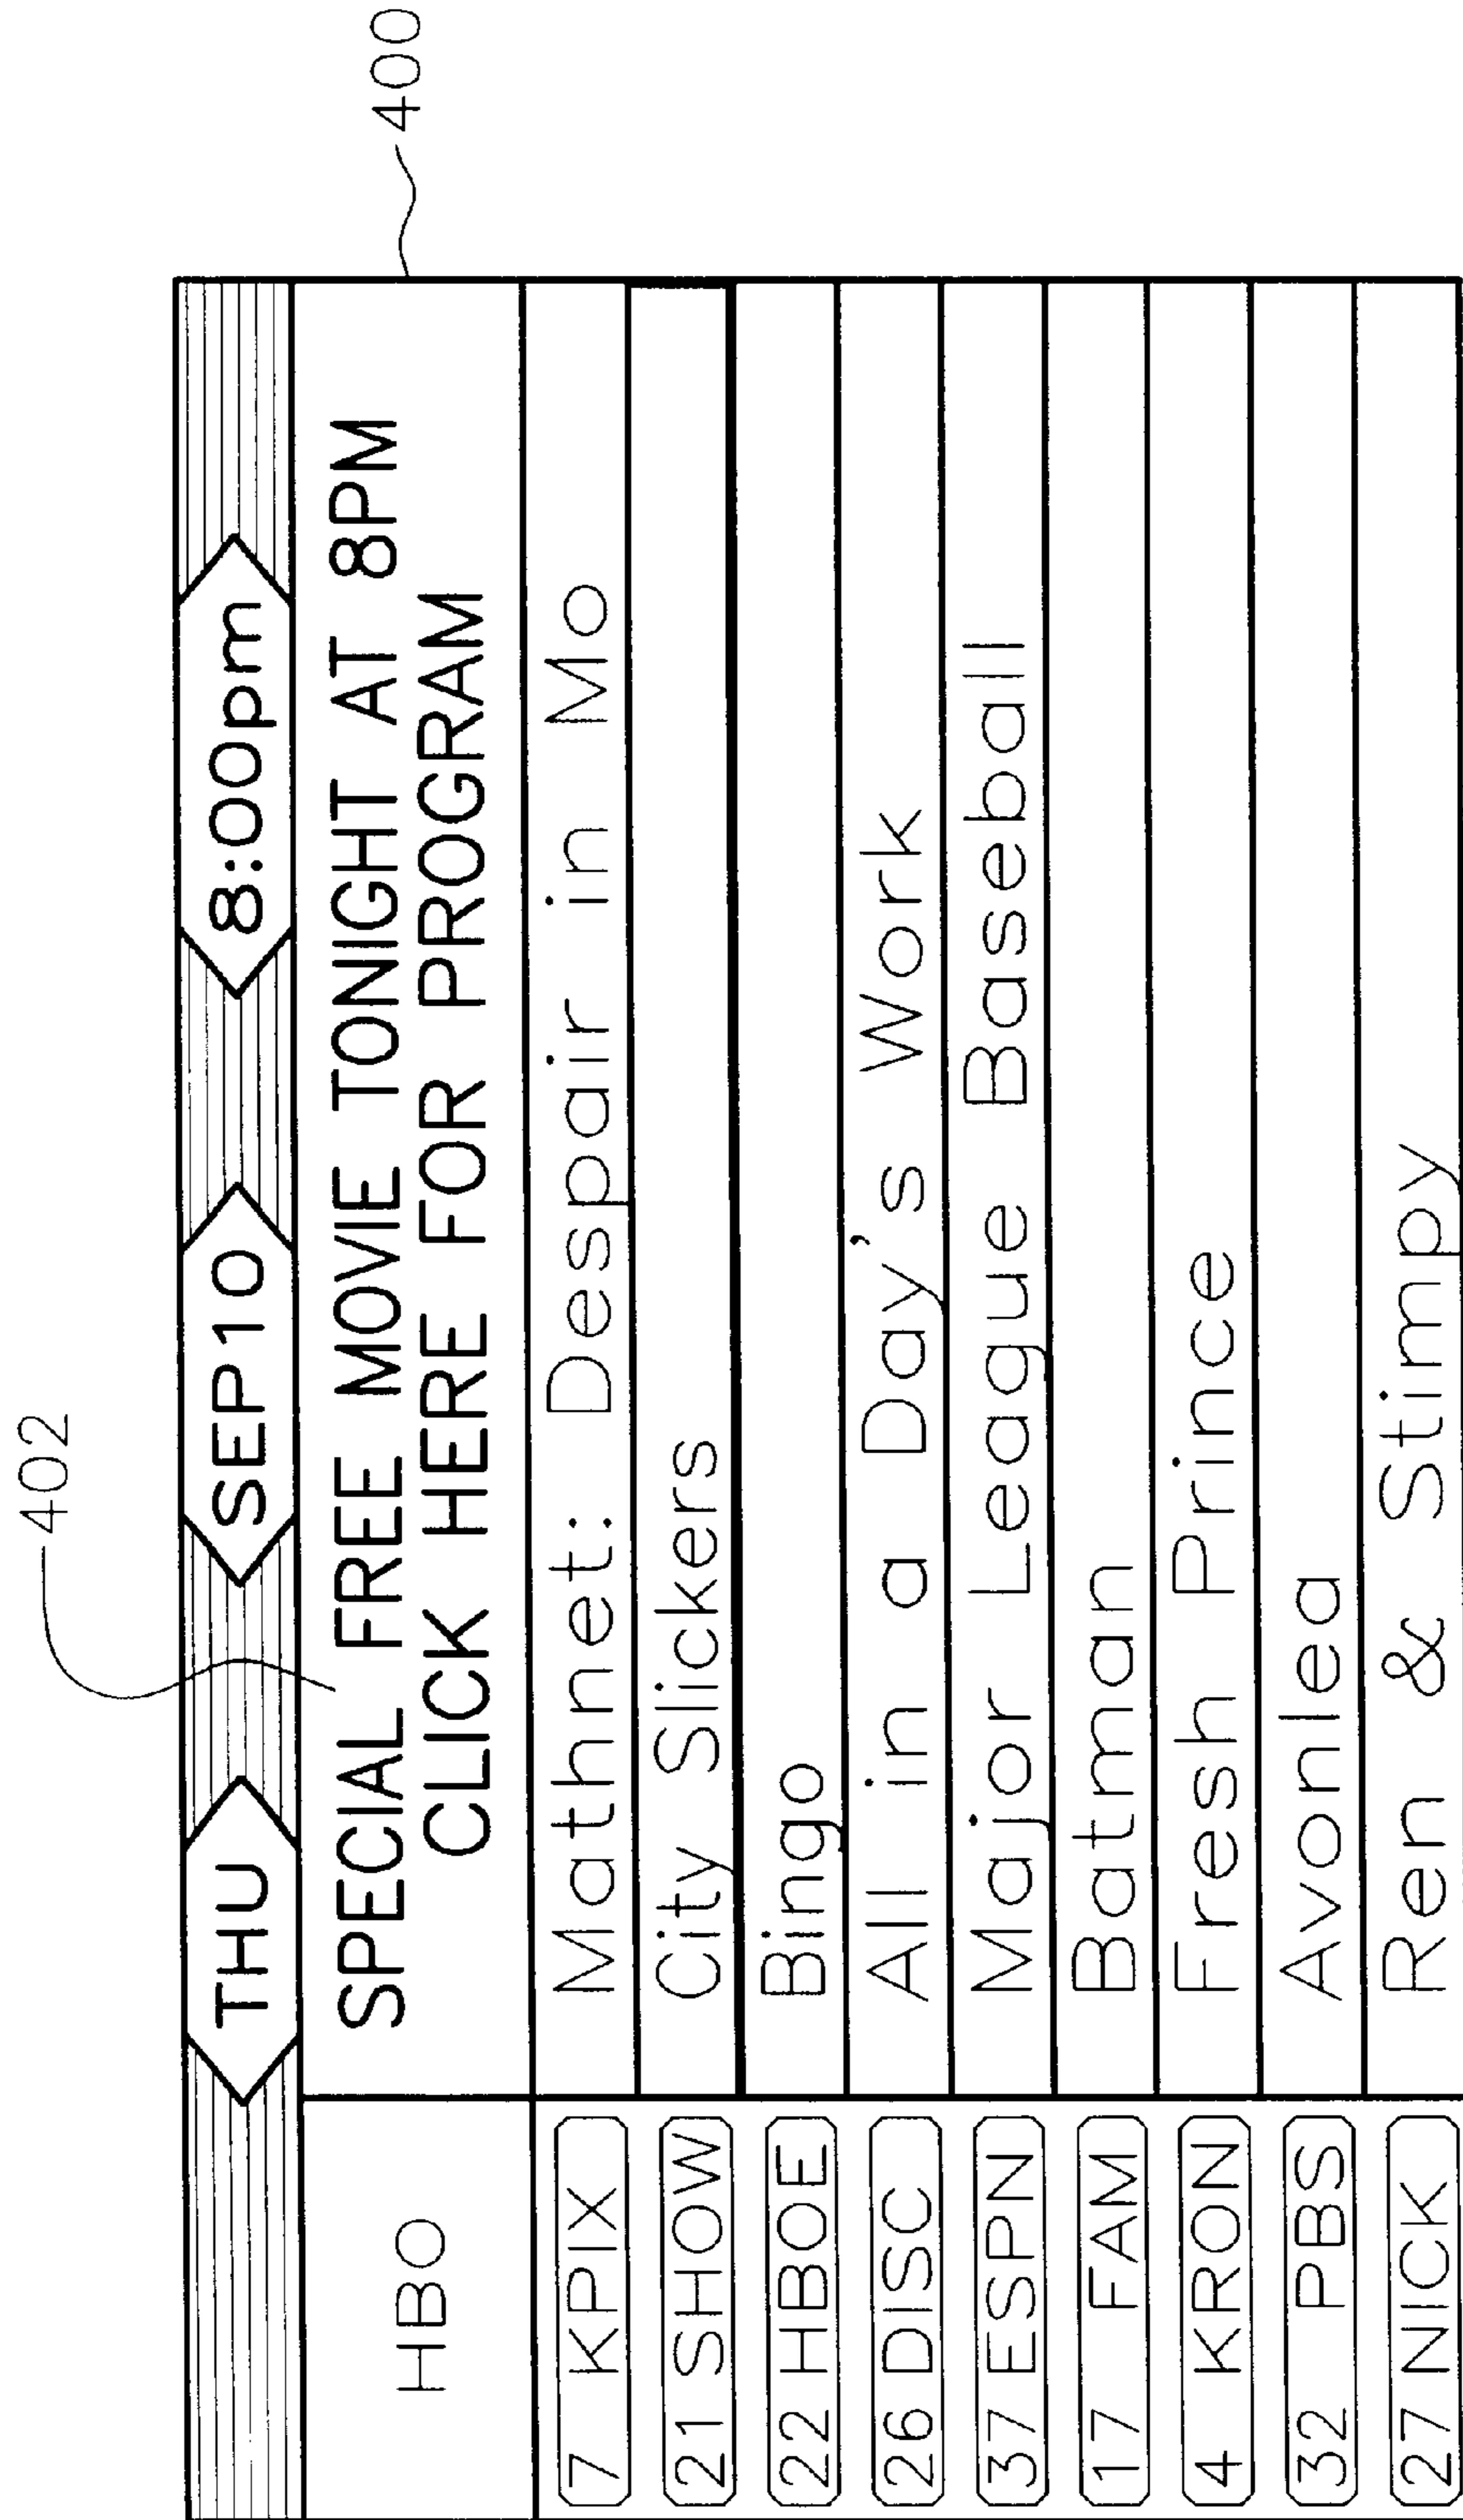 402
400
THU SEP 10 8:00pm
HBO SPECIAL FREE MOVIE TONIGHT AT 8PM
CLICK HERE FOR PROGRAM
7 KPIX Mathnet: Despair in Mo
21 SHOW City Slickers
22 HBOE Bingo
26 DISC All in a Day's Work
37 ESPN Major League Baseball
17 FAM Batman
4 KRON Fresh Prince
32 PBS Avonlea
27 NICK Ren & Stimpy